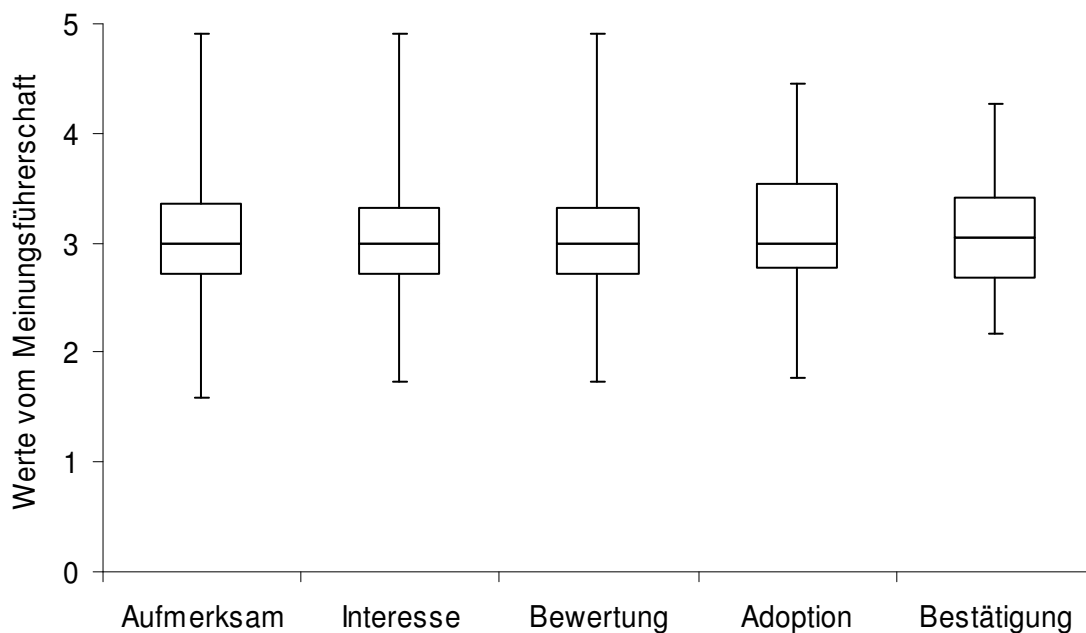 Werte vom Meinungsführerschaft
5
4
3
2
1
0
Aufmerksam
Interesse
Bewertung
Adoption
Bestätigung